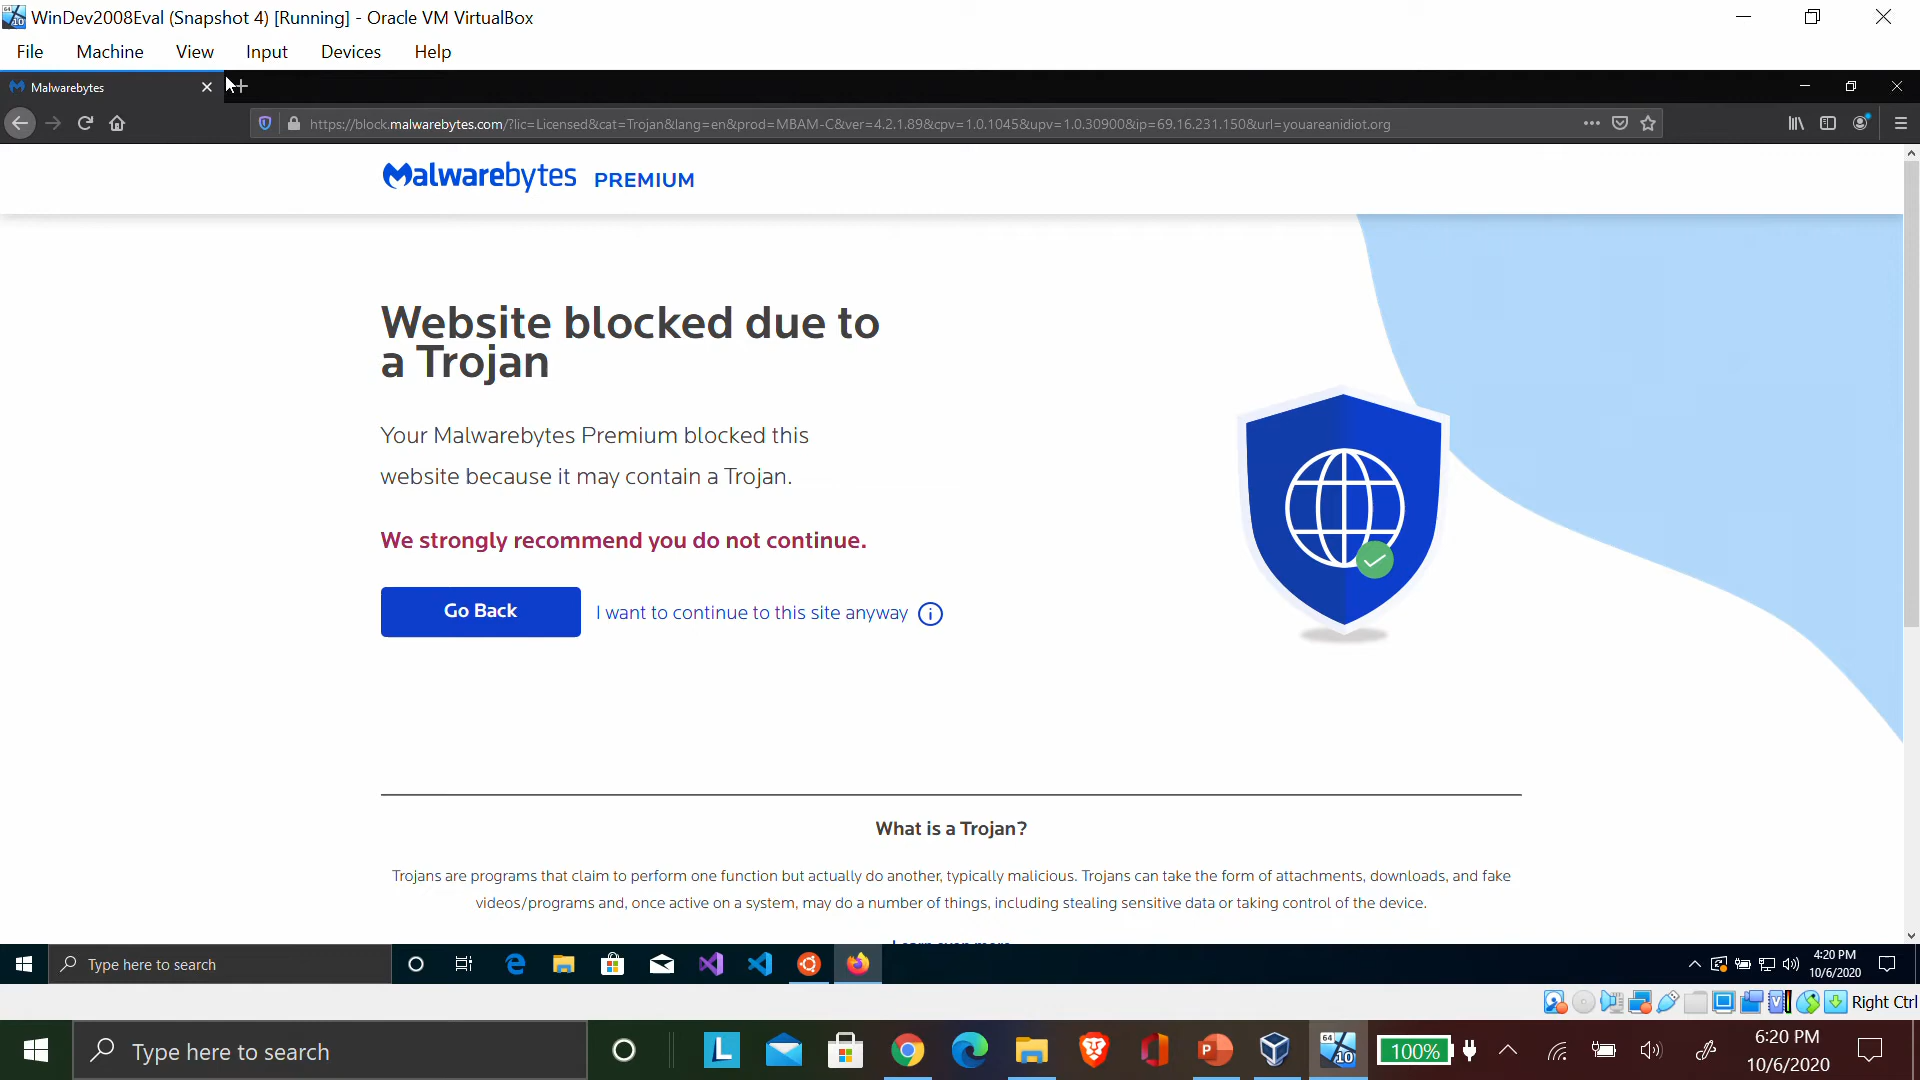 WinDev2008Eval (Snapshot 4) [Running] - Oracle VM VirtualBox
File Machine View Input Devices Help
Malwarebytes
https://block.malwarebytes.com/?lic=Licensed&cat=Trojan&lang=en&prod=MBAM-C&ver=4.2.1.89&cpv=1.0.1045&upv=1.0.30900&ip=69.16.231.150&url=youareanidiot.org
Malwarebytes PREMIUM
Website blocked due to
a Trojan
Your Malwarebytes Premium blocked this
website because it may contain a Trojan.
We strongly recommend you do not continue.
Go Back I want to continue to this site anyway
What is a Trojan?
Trojans are programs that claim to perform one function but actually do another, typically malicious. Trojans can take the form of attachments, downloads, and fake
videos/programs and, once active on a system, may do a number of things, including stealing sensitive data or taking control of the device.
Type here to search
4:20 PM
10/6/2020
Right Ctrl
Type here to search
L
P
64
10
100%
6:20 PM
10/6/2020